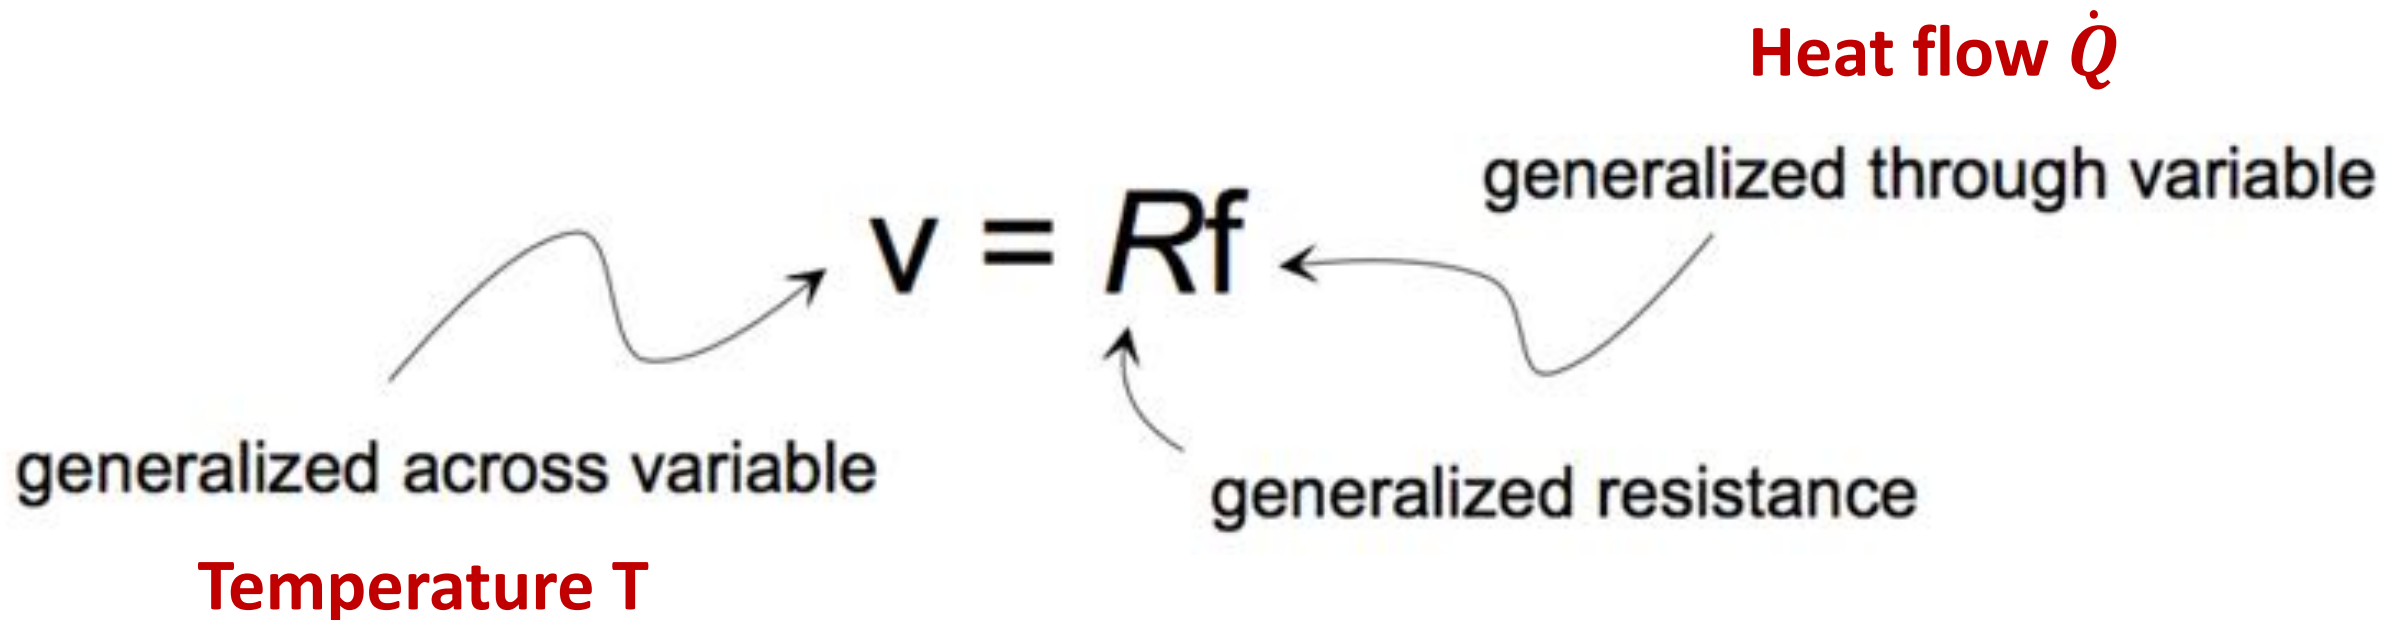 Heat flow Q̇
generalized through variable
v = Rf
generalized across variable
generalized resistance
Temperature T